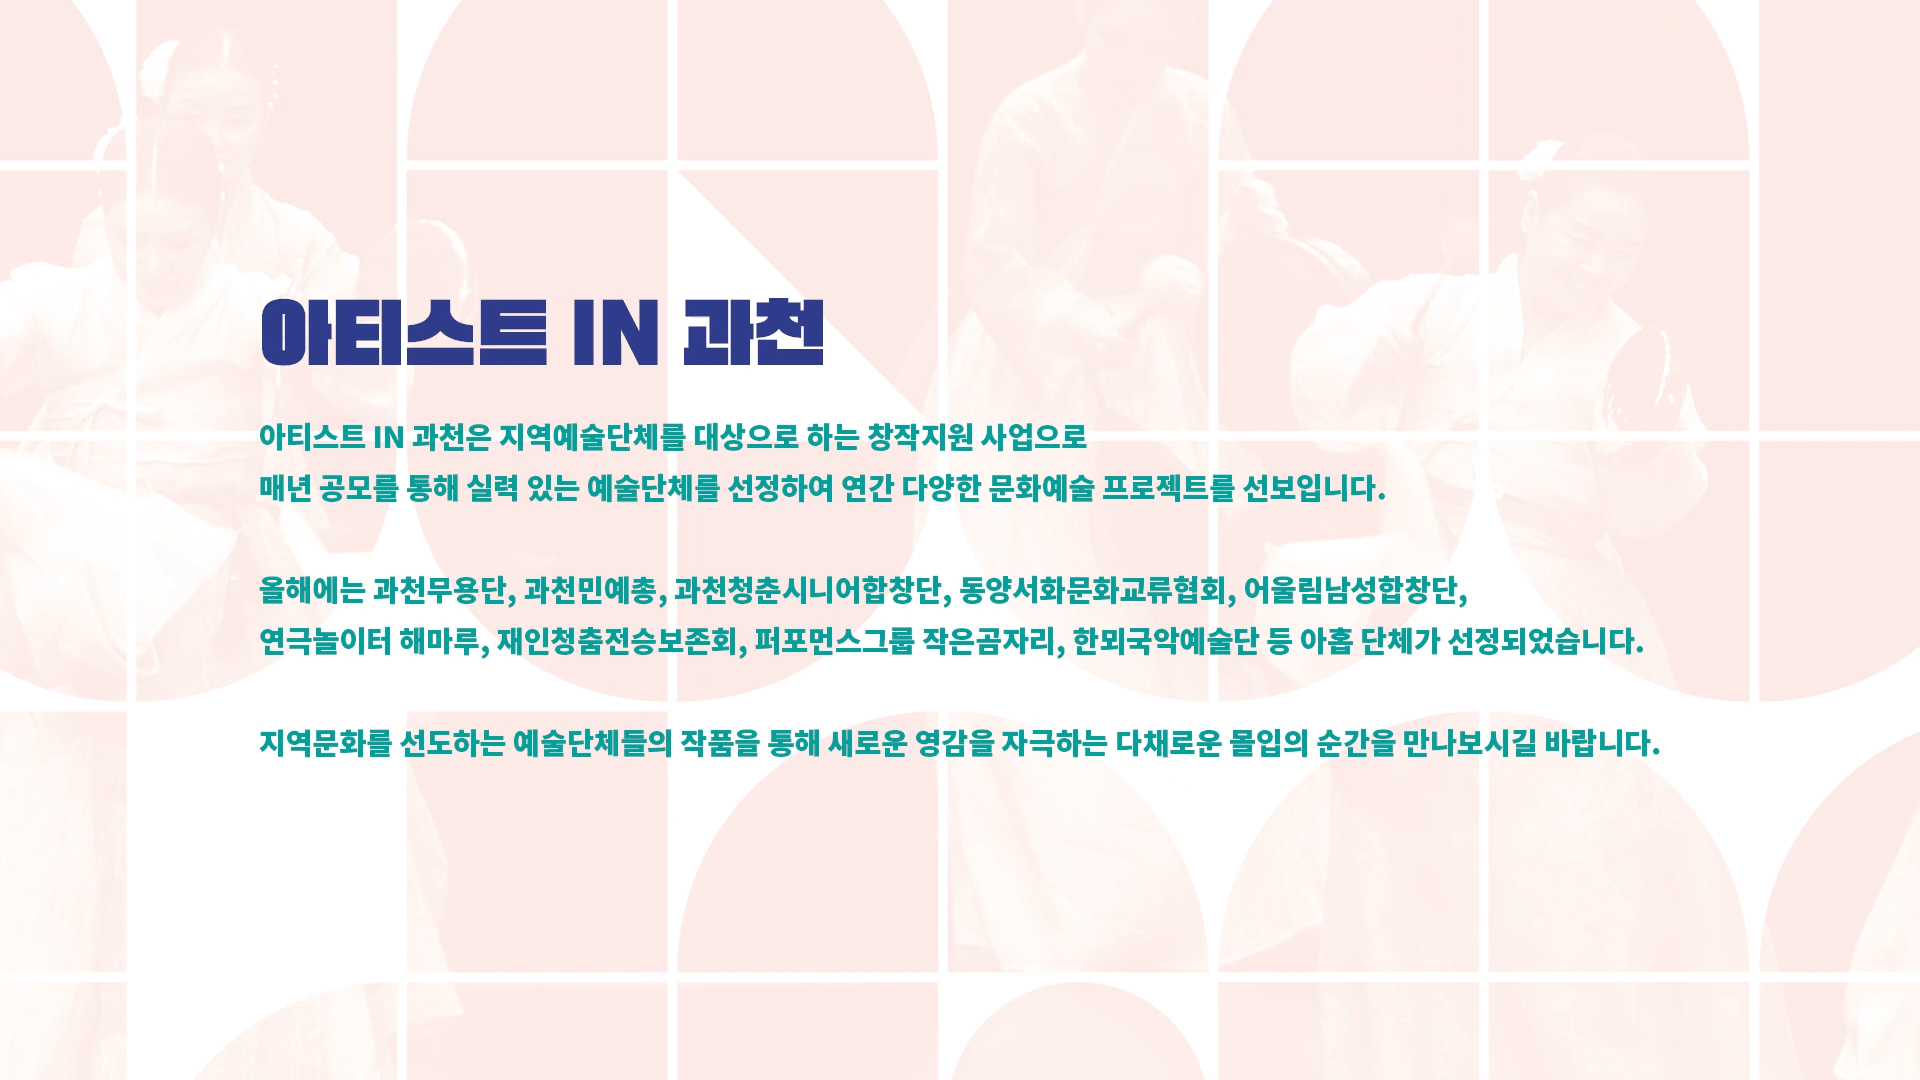 아티스트 IN 과천
아티스트 IN 과천은 지역예술단체를 대상으로 하는 창작지원 사업으로
매년 공모를 통해 실력 있는 예술단체를 선정하여 연간 다양한 문화예술 프로젝트를 선보입니다.
올해에는 과천무용단, 과천민예총, 과천청춘시니어합창단, 동양서화문화교류협회, 어울림남성합창단,
연극놀이터 해마루, 재인청춤전승보존회, 퍼포먼스그룹 작은곰자리, 한뫼국악예술단 등 아홉 단체가 선정되었습니다.
지역문화를 선도하는 예술단체들의 작품을 통해 새로운 영감을 자극하는 다채로운 몰입의 순간을 만나보시길 바랍니다.